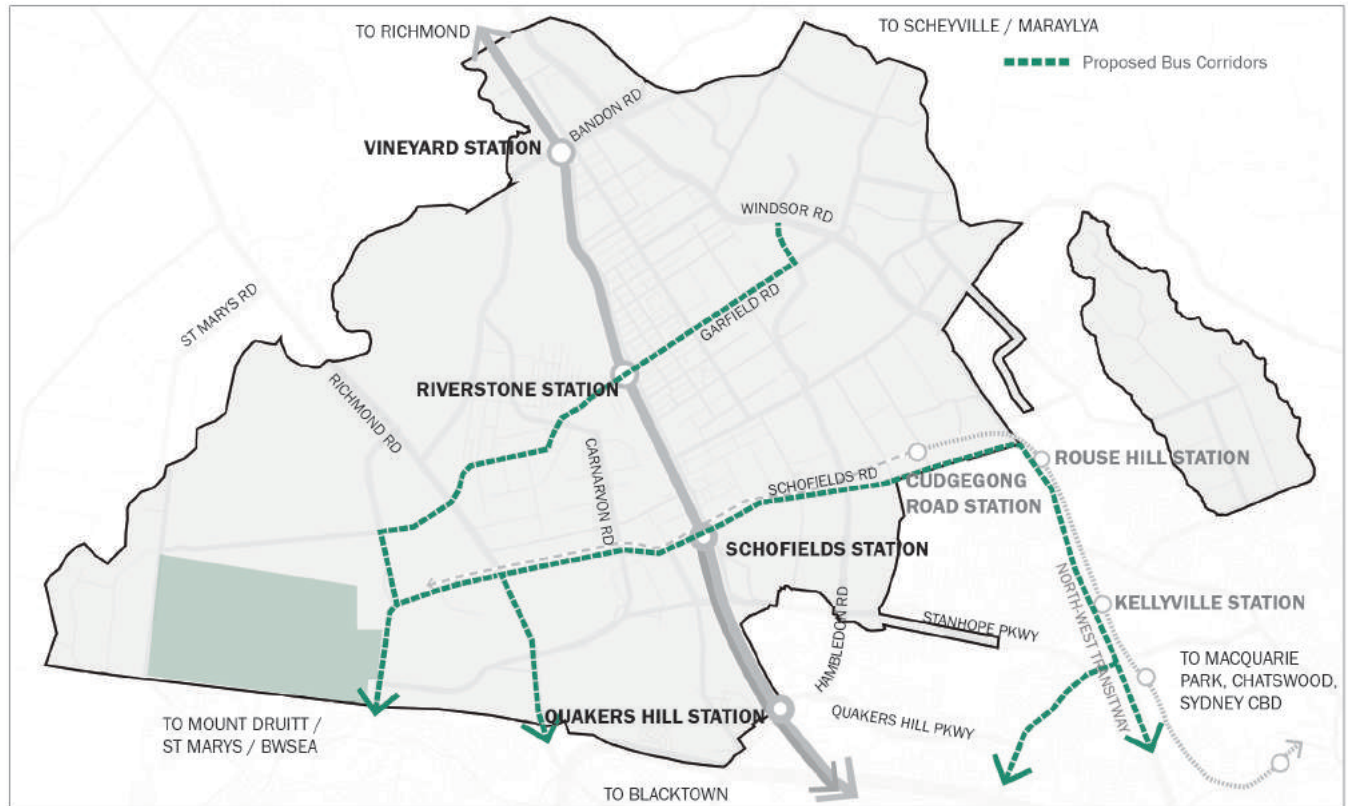 TO RICHMOND
TO SCHEYVILLE / MARAYLYA
Proposed Bus Corridors
BANDON RD
VINEYARD STATION
WINDSOR RD
ST MARYS RD
GARFIELD RD
RIVERSTONE STATION
RICHMOND RD
CARNARVON RD
SCHOFIELDS RD
ROUSE HILL STATION
CUDGEGONG
ROAD STATION
SCHOFIELDS STATION
NORTH-WEST TRANSITWAY
KELLYVILLE STATION
STANHOPE PKWY
HAMBLEDON RD
TO MACQUARIE
PARK, CHATSWOOD,
SYDNEY CBD
QUAKERS HILL STATION
QUAKERS HILL PKWY
TO MOUNT DRUITT /
ST MARYS / BWSEA
TO BLACKTOWN